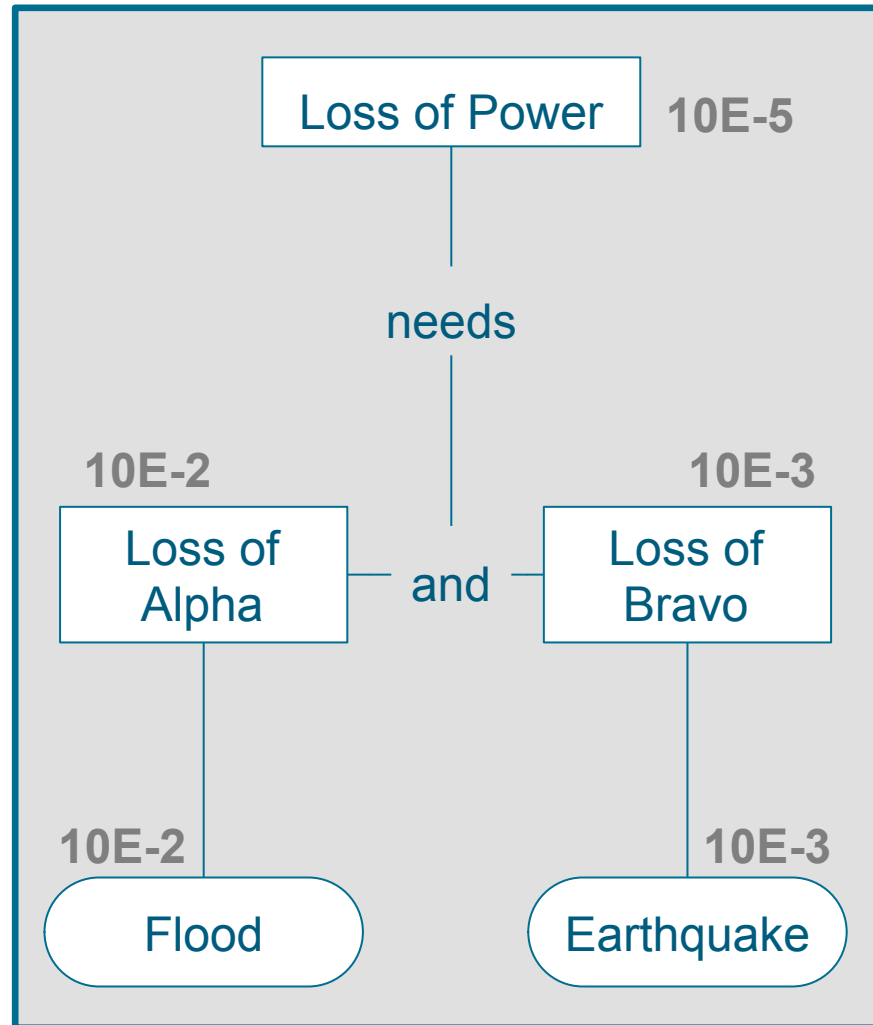 Loss of Power
10E-5
needs
10E-2
10E-3
Loss of
Alpha
and
Loss of
Bravo
10E-2
10E-3
Flood
Earthquake